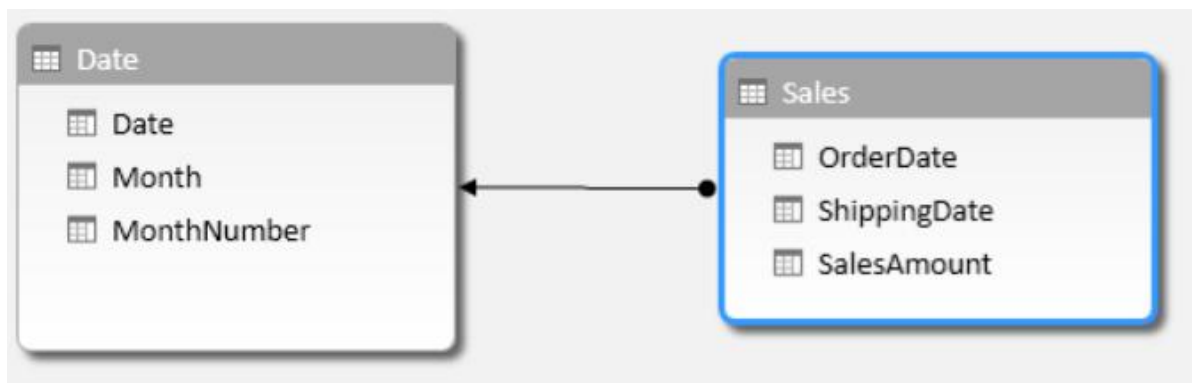 Date
Date
Month
MonthNumber
Sales
OrderDate
ShippingDate
SalesAmount